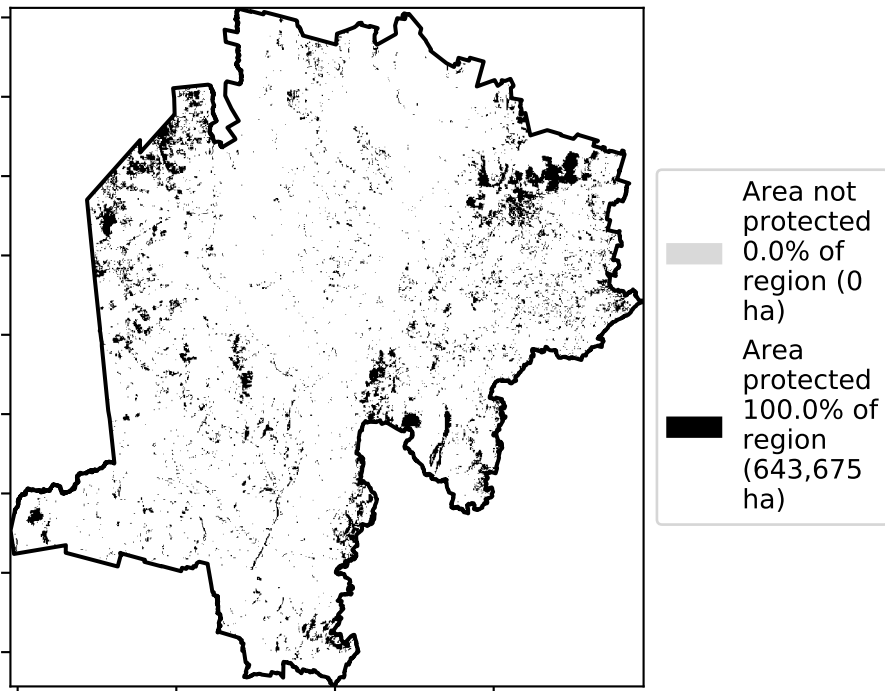 Area not
protected
0.0% of
region (0
ha)
Area
protected
100.0% of
region
(643,675
ha)